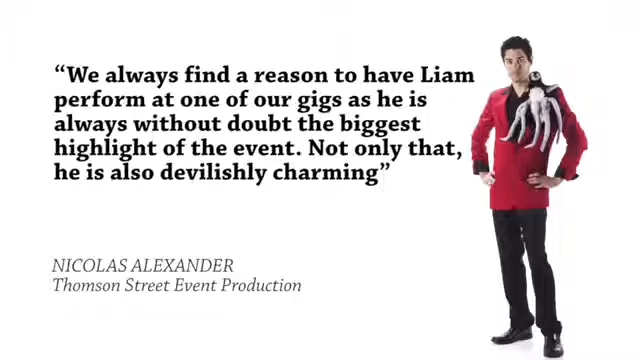 “We always find a reason to have Liam
perform at one of our gigs as he is
always without doubt the biggest
highlight of the event. Not only that,
he is also devilishly charming”
NICOLAS ALEXANDER
Thomson Street Event Production